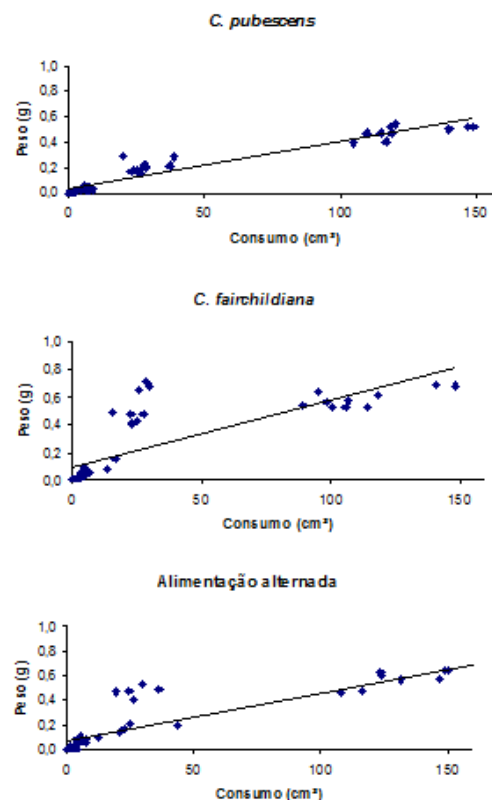 C. pubescens
1,0
0,8
0,6
0,4
0,2
0,0
Peso (g)
0 50 100 150
Consumo (cm²)
C. fairchildiana
1,0
0,8
0,6
0,4
0,2
0,0
Peso (g)
0 50 100 150
Consumo (cm²)
Alimentação alternada
1,0
0,8
0,6
0,4
0,2
0,0
Peso (g)
0 50 100 150
Consumo (cm²)